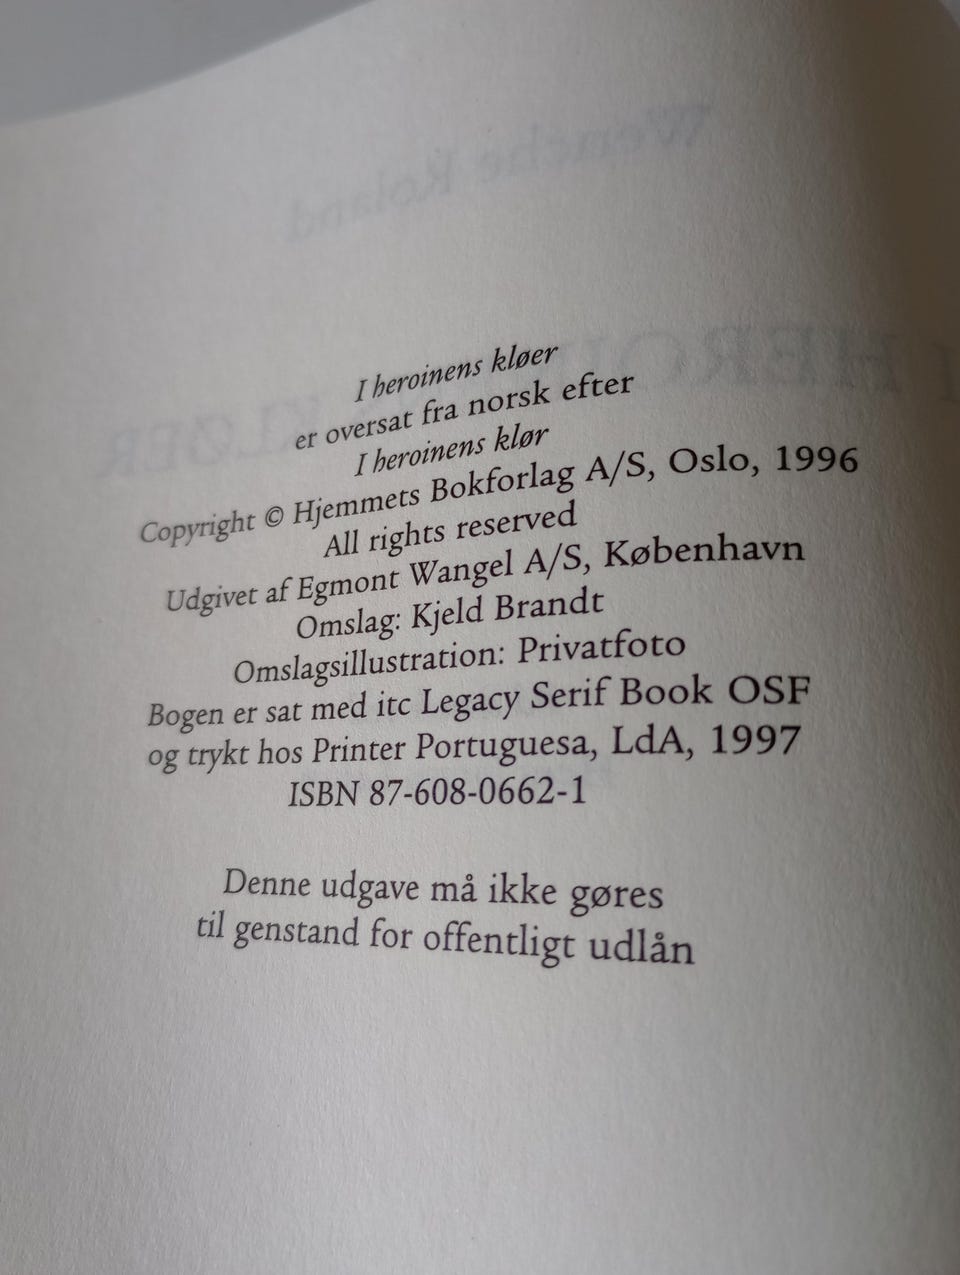 Wenche Roland
I heroinens kløer
er oversat fra norsk efter
I heroinens klør
Copyright © Hjemmets Bokforlag A/S, Oslo, 1996
All rights reserved
Udgivet af Egmont Wangel A/S, København
Omslag: Kjeld Brandt
Omslagsillustration: Privatfoto
Bogen er sat med itc Legacy Serif Book OSF
og trykt hos Printer Portuguesa, LdA, 1997
ISBN 87-608-0662-1
Denne udgave må ikke gøres
til genstand for offentligt udlån